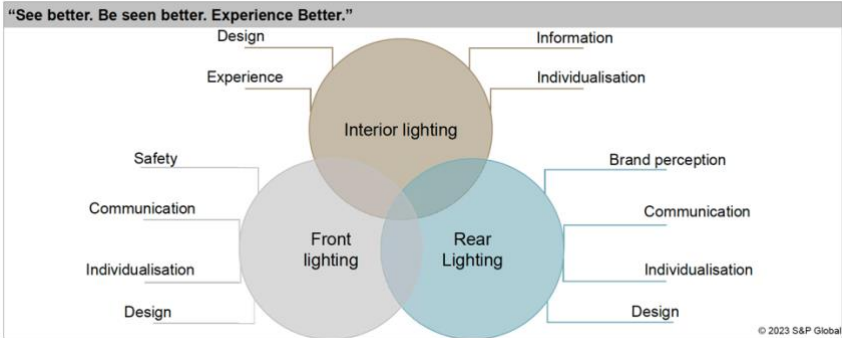 “See better. Be seen better. Experience Better.”
Design
Information
Experience
Individualisation
Interior lighting
Safety
Brand perception
Communication
Communication
Front
lighting
Rear
Lighting
Individualisation
Individualisation
Design
Design
© 2023 S&P Global